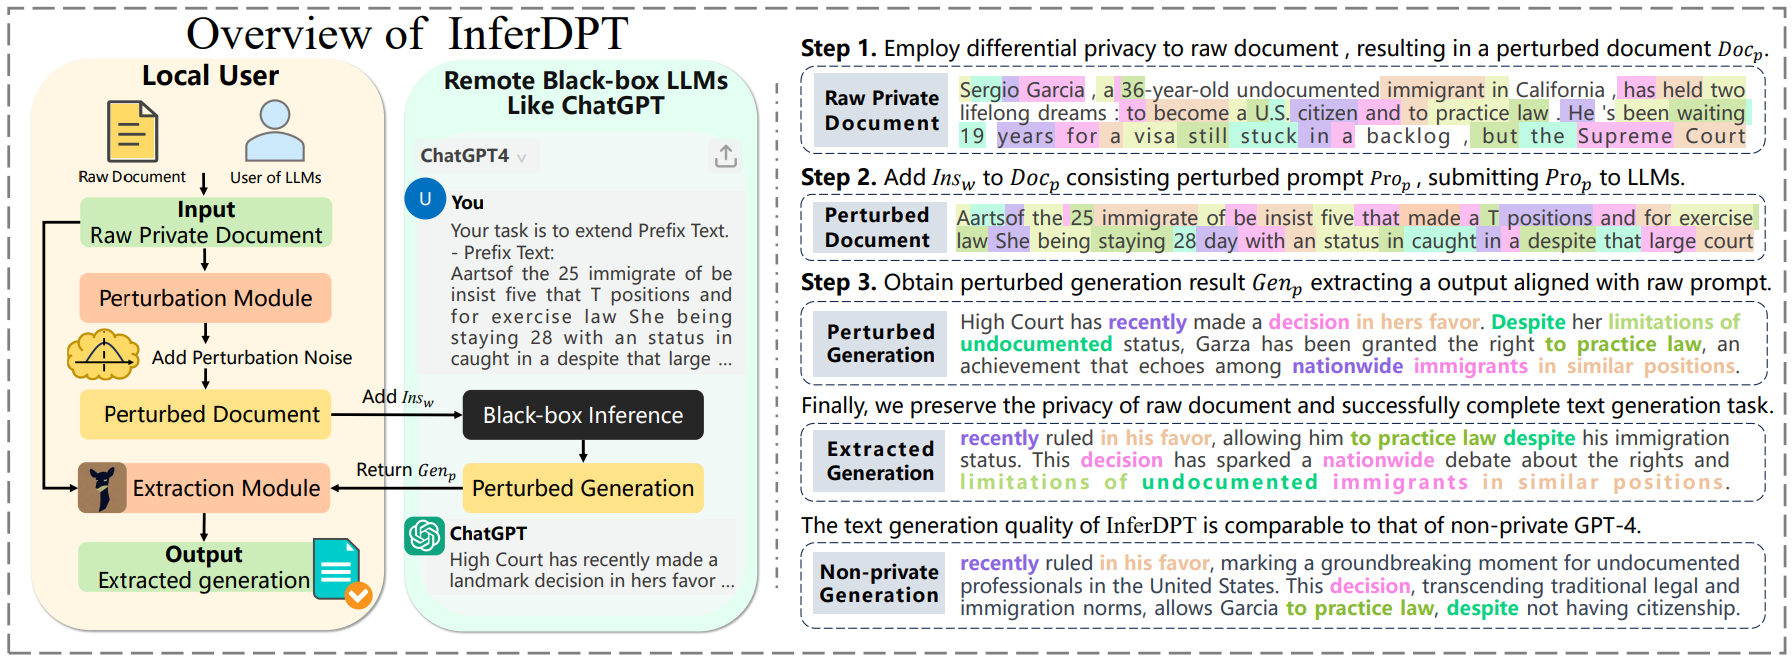 Overview of InferDPT
Local User
Raw Document
User of LLMs
Input
Raw Private Document
Perturbation Module
Add Perturbation Noise
Perturbed Document
Add Ins_w
Return Gen_p
Extraction Module
Output
Extracted generation
Remote Black-box LLMs
Like ChatGPT
ChatGPT4 ∨
U
You
Your task is to extend Prefix Text.
- Prefix Text:
Aartsof the 25 immigrate of be
insist five that T positions and
for exercise law She being
staying 28 with an status in
caught in a despite that large ...
Black-box Inference
Perturbed Generation
ChatGPT
High Court has recently made a
landmark decision in hers favor ...
Step 1. Employ differential privacy to raw document , resulting in a perturbed document Doc_p.
Raw Private
Document
Sergio Garcia , a 36-year-old undocumented immigrant in California , has held two
lifelong dreams : to become a U.S. citizen and to practice law . He 's been waiting
19 years for a visa still stuck in a backlog , but the Supreme Court
Step 2. Add Ins_w to Doc_p consisting perturbed prompt Pro_p , submitting Pro_p to LLMs.
Perturbed
Document
Aartsof the 25 immigrate of be insist five that made a T positions and for exercise
law She being staying 28 day with an status in caught in a despite that large court
Step 3. Obtain perturbed generation result Gen_p extracting a output aligned with raw prompt.
Perturbed
Generation
High Court has recently made a decision in hers favor. Despite her limitations of
undocumented status, Garza has been granted the right to practice law, an
achievement that echoes among nationwide immigrants in similar positions.
Finally, we preserve the privacy of raw document and successfully complete text generation task.
Extracted
Generation
recently ruled in his favor, allowing him to practice law despite his immigration
status. This decision has sparked a nationwide debate about the rights and
limitations of undocumented immigrants in similar positions.
The text generation quality of InferDPT is comparable to that of non-private GPT-4.
Non-private
Generation
recently ruled in his favor, marking a groundbreaking moment for undocumented
professionals in the United States. This decision, transcending traditional legal and
immigration norms, allows Garcia to practice law, despite not having citizenship.